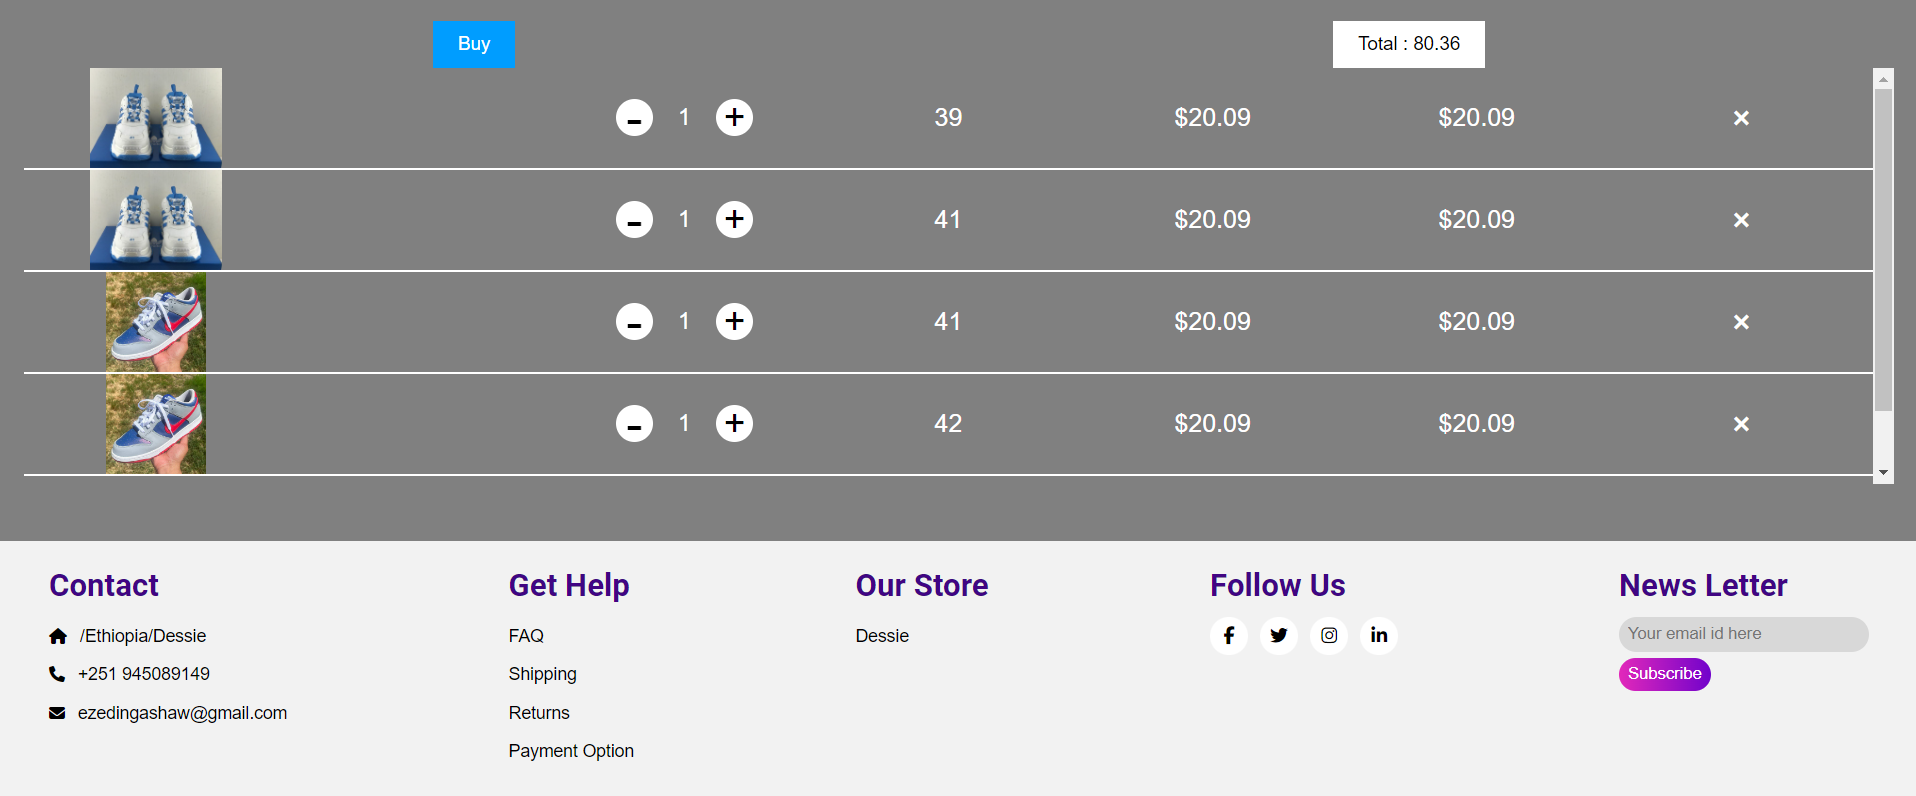 Buy
Total : 80.36
- 1 + 39 $20.09 $20.09 ×
- 1 + 41 $20.09 $20.09 ×
- 1 + 41 $20.09 $20.09 ×
- 1 + 42 $20.09 $20.09 ×
Contact
/Ethiopia/Dessie
+251 945089149
ezedingashaw@gmail.com
Get Help
FAQ
Shipping
Returns
Payment Option
Our Store
Dessie
Follow Us
News Letter
Your email id here
Subscribe